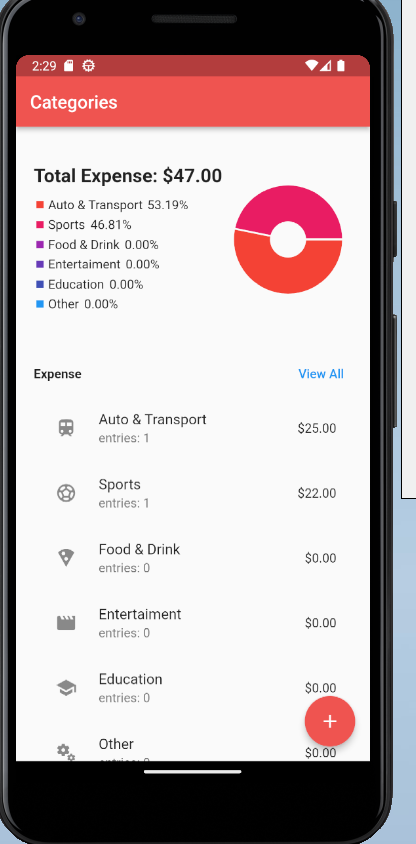 2:29
Categories
Total Expense: $47.00
Auto & Transport 53.19%
Sports 46.81%
Food & Drink 0.00%
Entertaiment 0.00%
Education 0.00%
Other 0.00%
Expense View All
Auto & Transport
entries: 1
$25.00
Sports
entries: 1
$22.00
Food & Drink
entries: 0
$0.00
Entertaiment
entries: 0
$0.00
Education
entries: 0
$0.00
Other
$0.00